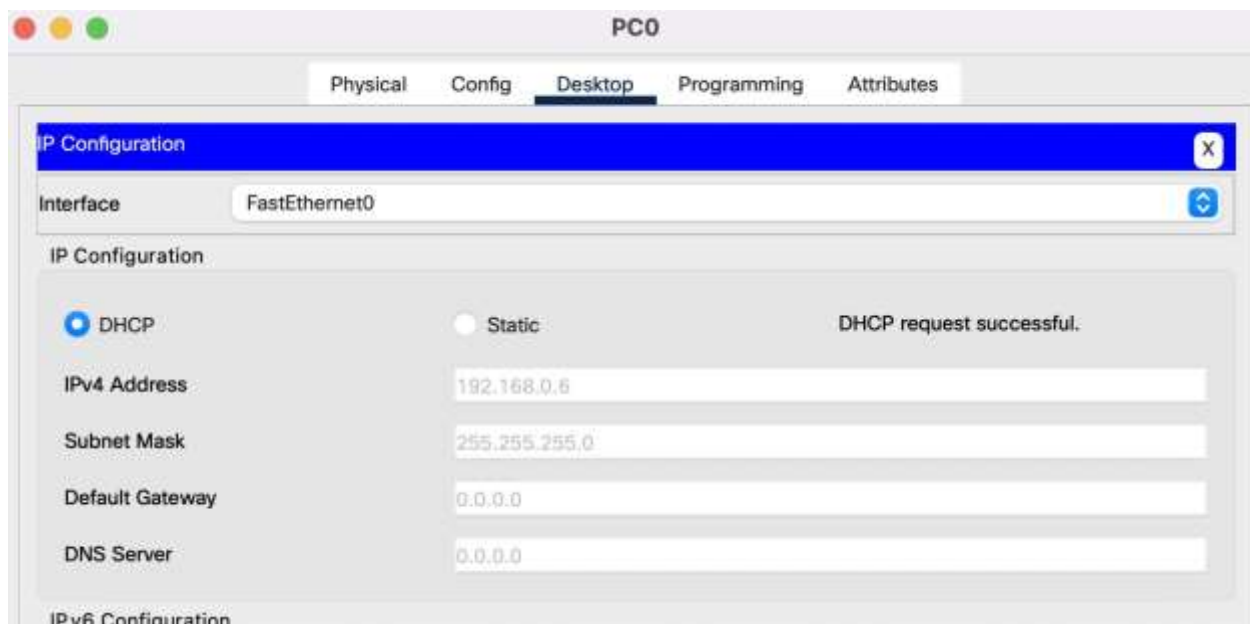 PC0
Physical Config Desktop Programming Attributes
IP Configuration X
Interface FastEthernet0
IP Configuration
DHCP Static DHCP request successful.
IPv4 Address 192.168.0.6
Subnet Mask 255.255.255.0
Default Gateway 0.0.0.0
DNS Server 0.0.0.0
IPv6 Configuration